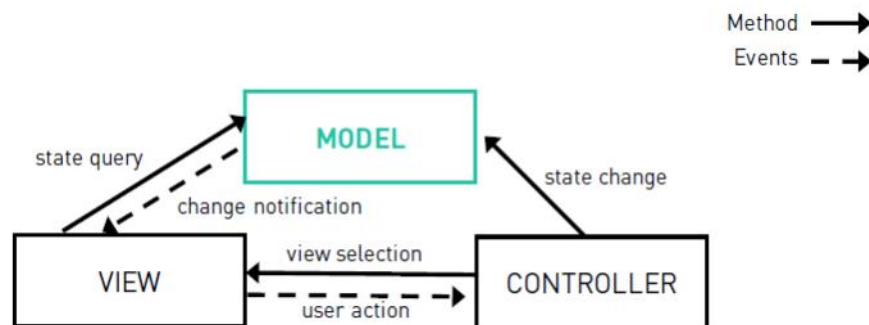 Method
Events
MODEL
state query
state change
change notification
view selection
VIEW
CONTROLLER
user action